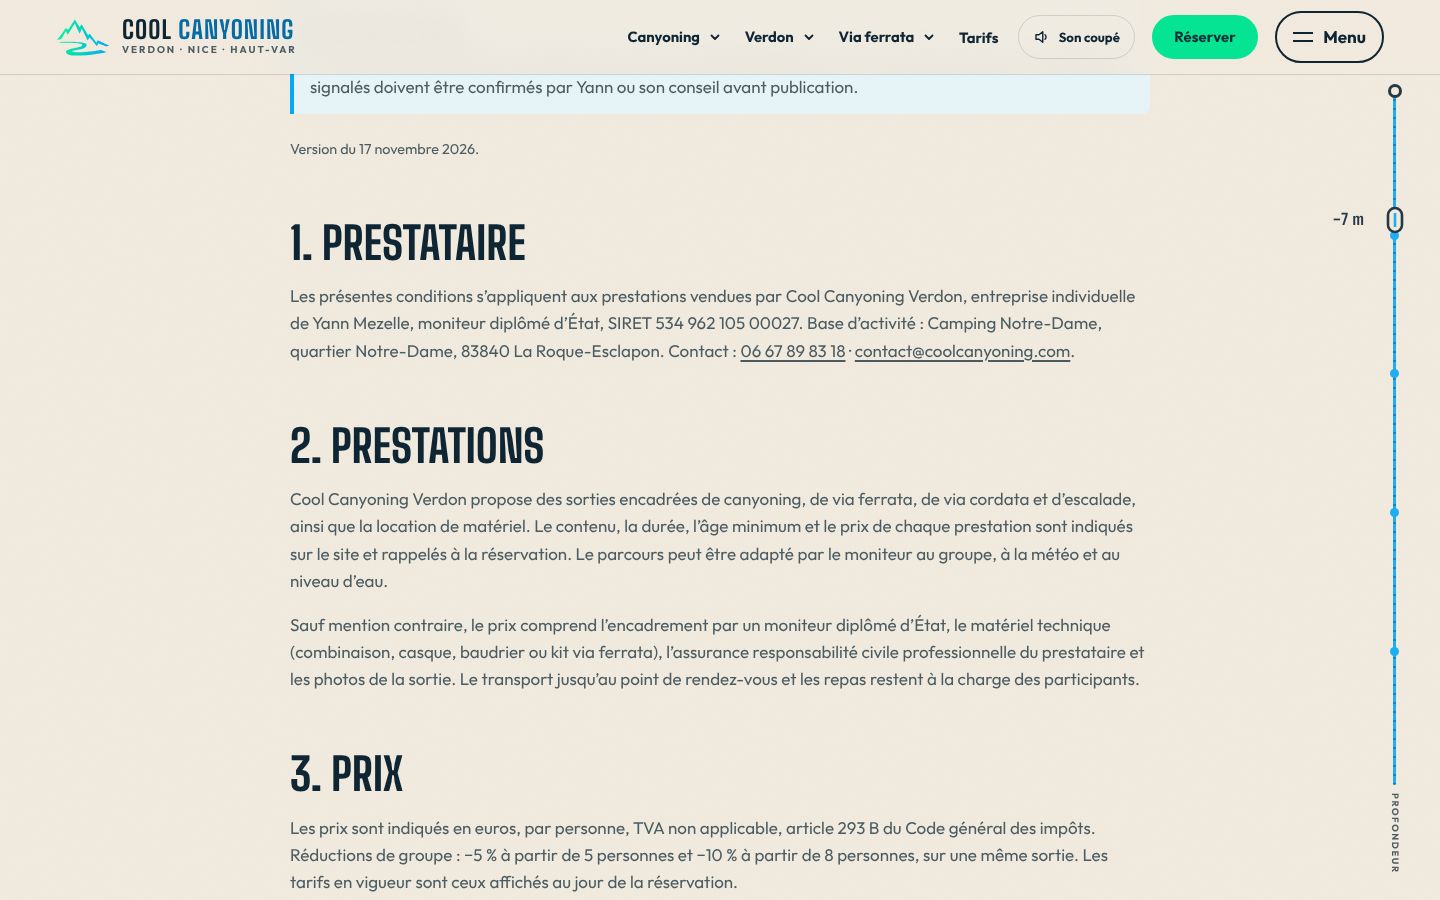 COOL CANYONING
VERDON · NICE · HAUT-VAR
Canyoning
Verdon
Via ferrata
Tarifs
Son coupé
Réserver
Menu
signalés doivent être confirmés par Yann ou son conseil avant publication.
Version du 17 novembre 2026.
−7 m
1. PRESTATAIRE
Les présentes conditions s’appliquent aux prestations vendues par Cool Canyoning Verdon, entreprise individuelle
de Yann Mezelle, moniteur diplômé d’État, SIRET 534 962 105 00027. Base d’activité : Camping Notre-Dame,
quartier Notre-Dame, 83840 La Roque-Esclapon. Contact : 06 67 89 83 18 · contact@coolcanyoning.com.
2. PRESTATIONS
Cool Canyoning Verdon propose des sorties encadrées de canyoning, de via ferrata, de via cordata et d’escalade,
ainsi que la location de matériel. Le contenu, la durée, l’âge minimum et le prix de chaque prestation sont indiqués
sur le site et rappelés à la réservation. Le parcours peut être adapté par le moniteur au groupe, à la météo et au
niveau d’eau.
Sauf mention contraire, le prix comprend l’encadrement par un moniteur diplômé d’État, le matériel technique
(combinaison, casque, baudrier ou kit via ferrata), l’assurance responsabilité civile professionnelle du prestataire et
les photos de la sortie. Le transport jusqu’au point de rendez-vous et les repas restent à la charge des participants.
3. PRIX
Les prix sont indiqués en euros, par personne, TVA non applicable, article 293 B du Code général des impôts.
Réductions de groupe : −5 % à partir de 5 personnes et −10 % à partir de 8 personnes, sur une même sortie. Les
tarifs en vigueur sont ceux affichés au jour de la réservation.
PROFONDEUR